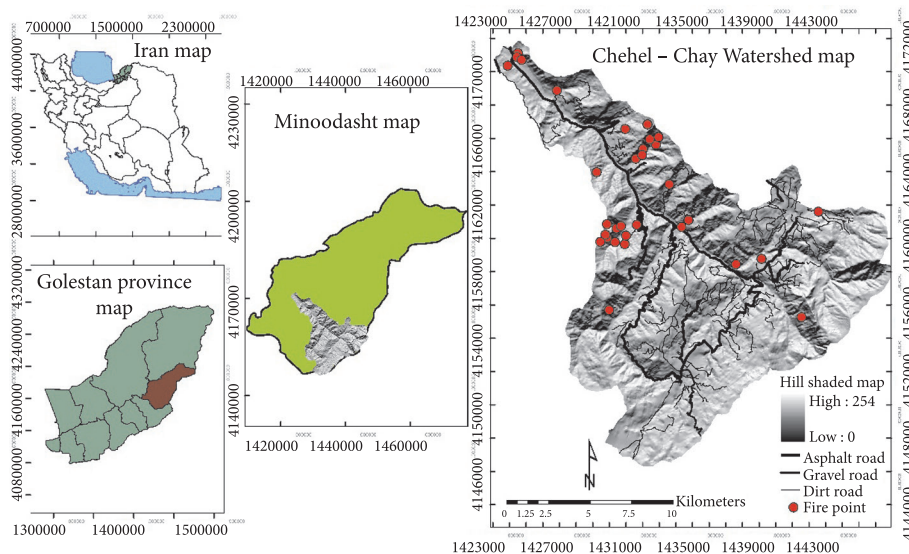 700000 1500000 2300000
Iran map
4400000
3600000
2800000
Golestan province
map
4320000
4240000
4160000
4080000
1300000 1400000 1500000
1420000 1440000 1460000
Minoodasht map
4230000
4200000
4170000
4140000
1420000 1440000 1460000
1423000 1427000 1431000 1435000 1439000 1443000
Chehel – Chay Watershed map
4170000
4166000
4162000
4158000
4154000
4150000
4146000
4172000
4168000
4164000
4160000
4156000
4152000
4148000
4144000
Hill shaded map
High : 254
Low : 0
Asphalt road
Gravel road
Dirt road
Fire point
N
Kilometers
0 1.25 2.5 5 7.5 10
1423000 1427000 1431000 1435000 1439000 1443000